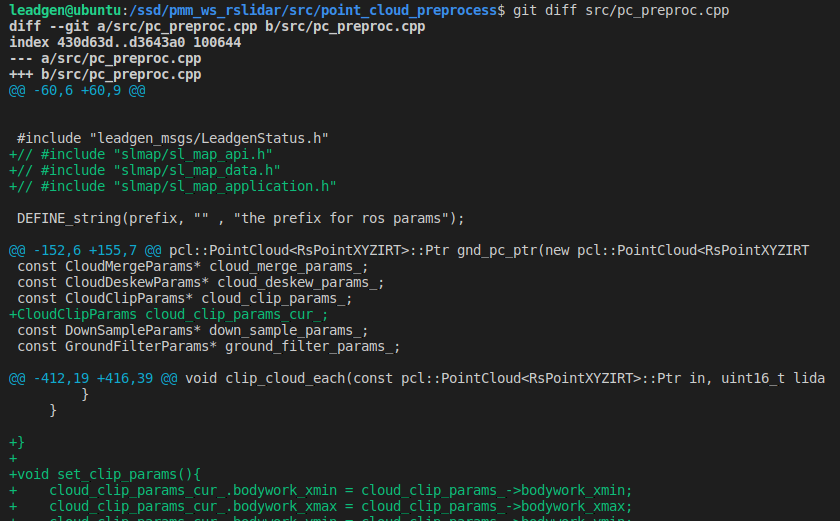 leadgen@ubuntu:/ssd/pmm_ws_rslidar/src/point_cloud_preprocess$ git diff src/pc_preproc.cpp
diff --git a/src/pc_preproc.cpp b/src/pc_preproc.cpp
index 430d63d..d3643a0 100644
--- a/src/pc_preproc.cpp
+++ b/src/pc_preproc.cpp
@@ -60,6 +60,9 @@
 #include "leadgen_msgs/LeadgenStatus.h"
+// #include "slmap/sl_map_api.h"
+// #include "slmap/sl_map_data.h"
+// #include "slmap/sl_map_application.h"
 DEFINE_string(prefix, "" , "the prefix for ros params");
@@ -152,6 +155,7 @@ pcl::PointCloud<RsPointXYZIRT>::Ptr gnd_pc_ptr(new pcl::PointCloud<RsPointXYZIRT
 const CloudMergeParams* cloud_merge_params_;
 const CloudDeskewParams* cloud_deskew_params_;
 const CloudClipParams* cloud_clip_params_;
+CloudClipParams cloud_clip_params_cur_;
 const DownSampleParams* down_sample_params_;
 const GroundFilterParams* ground_filter_params_;
@@ -412,19 +416,39 @@ void clip_cloud_each(const pcl::PointCloud<RsPointXYZIRT>::Ptr in, uint16_t lida
         }
     }
+}
+
+void set_clip_params(){
+    cloud_clip_params_cur_.bodywork_xmin = cloud_clip_params_->bodywork_xmin;
+    cloud_clip_params_cur_.bodywork_xmax = cloud_clip_params_->bodywork_xmax;
+    cloud_clip_params_cur_.bodywork_ymin = cloud_clip_params_->bodywork_ymin;